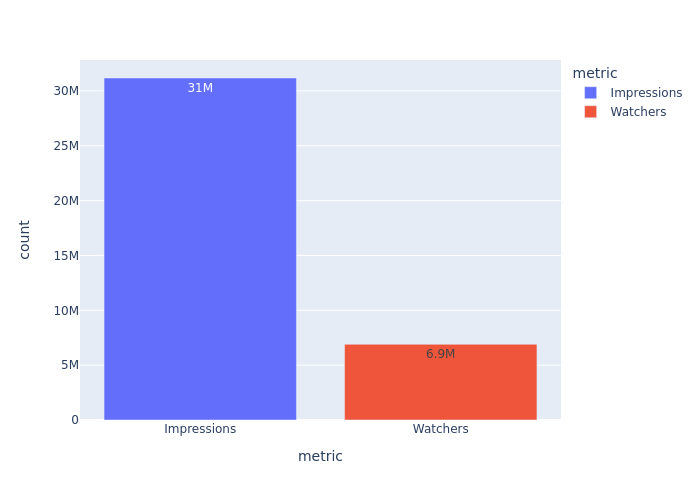 metric
Impressions
Watchers
30M
25M
20M
15M
10M
5M
0
count
31M
6.9M
Impressions
Watchers
metric